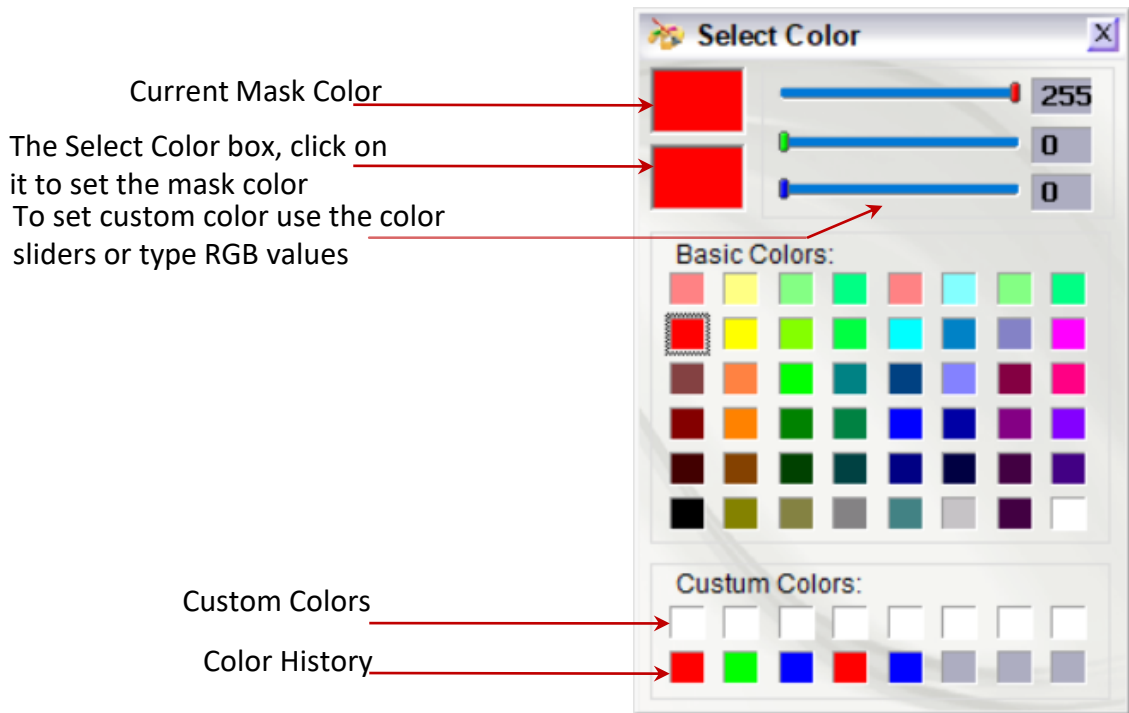 Select Color
Current Mask Color
255
The Select Color box, click on
it to set the mask color
0
To set custom color use the color
sliders or type RGB values
0
Basic Colors:
Custum Colors:
Custom Colors
Color History